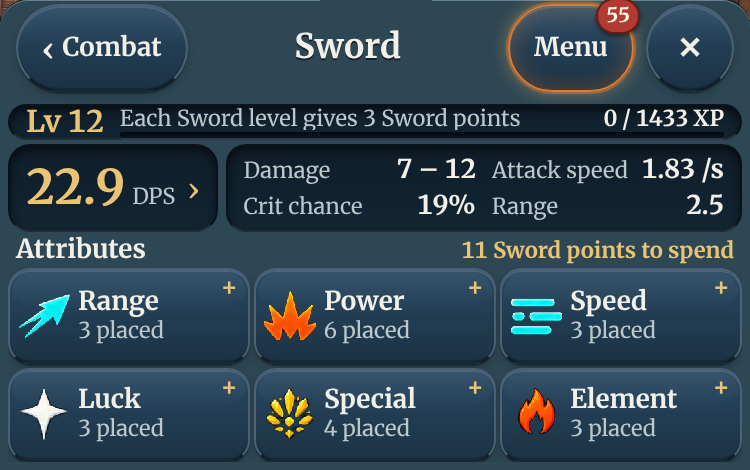 ‹ Combat
Sword
Menu
55
×
Lv 12
Each Sword level gives 3 Sword points
0 / 1433 XP
22.9 DPS ›
Damage 7 – 12
Attack speed 1.83 /s
Crit chance 19%
Range 2.5
Attributes
11 Sword points to spend
Range +
3 placed
Power +
6 placed
Speed +
3 placed
Luck +
3 placed
Special +
4 placed
Element +
3 placed